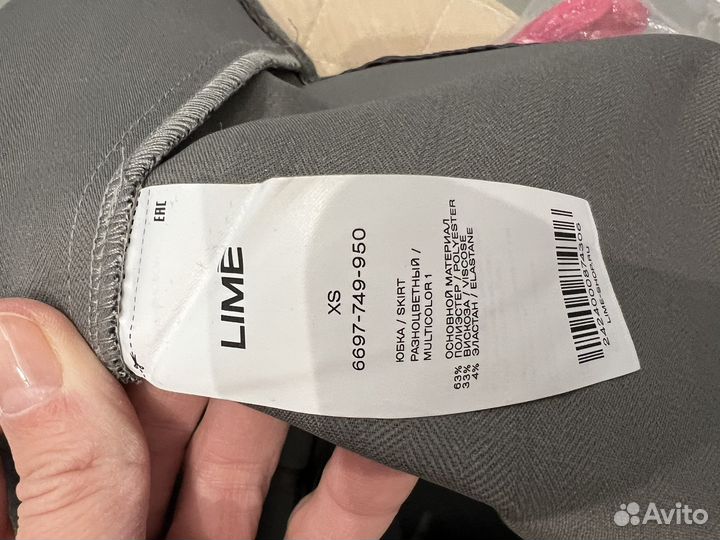 EAC
LIME
XS
6697-749-950
ЮБКА / SKIRT
РАЗНОЦВЕТНЫЙ /
MULTICOLOR 1
ОСНОВНОЙ МАТЕРИАЛ
63% ПОЛИЭСТЕР / POLYESTER
33% ВИСКОЗА / VISCOSE
4% ЭЛАСТАН / ELASTANE
2424000874306
LIME-SHOP.RU
Avito